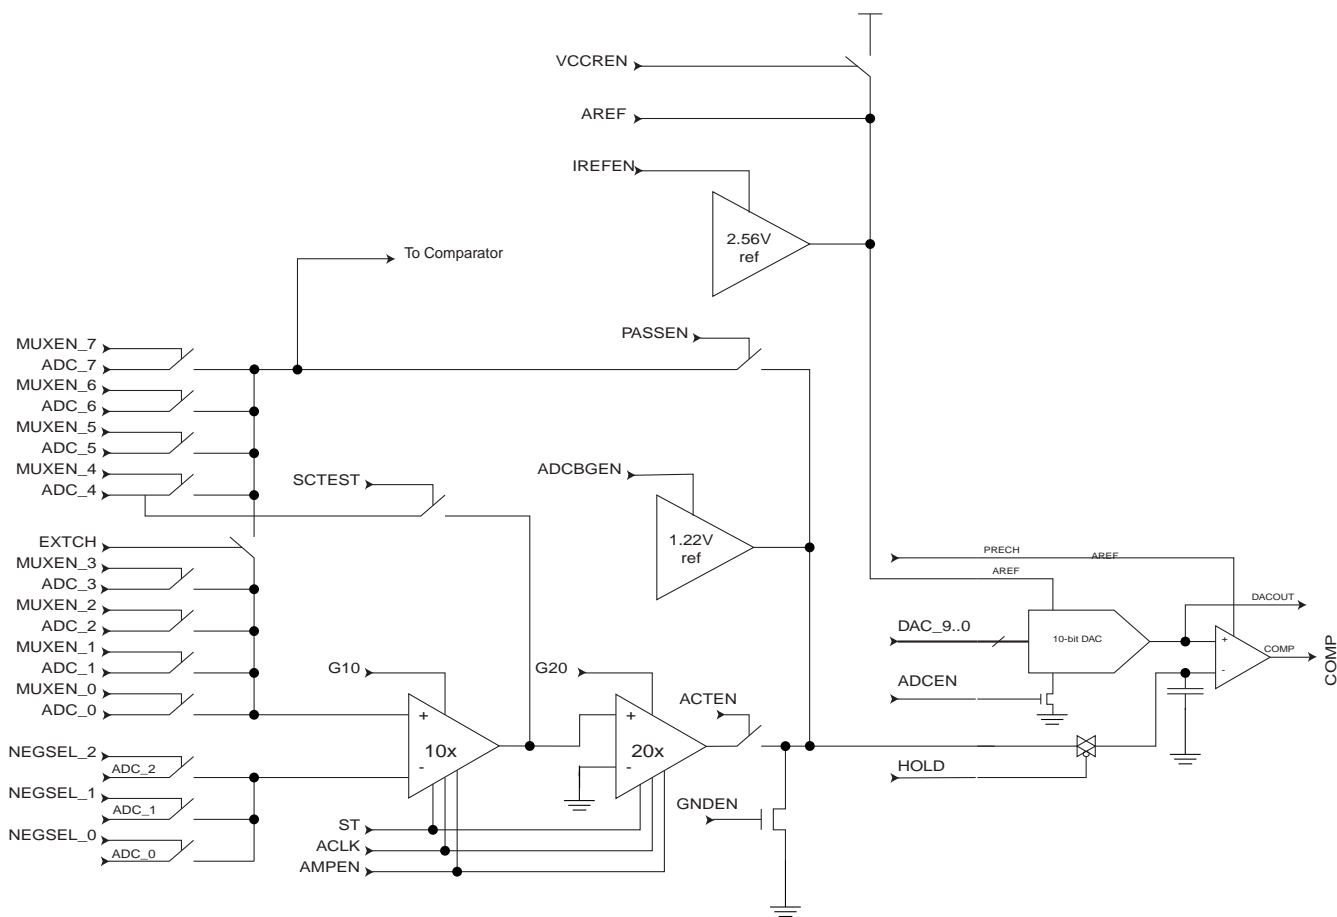 VCCREN
AREF
IREFEN
2.56V
ref
To Comparator
PASSEN
MUXEN_7
ADC_7
MUXEN_6
ADC_6
MUXEN_5
ADC_5
MUXEN_4
ADC_4
SCTEST
ADCBGEN
1.22V
ref
EXTCH
MUXEN_3
ADC_3
MUXEN_2
ADC_2
MUXEN_1
ADC_1
MUXEN_0
ADC_0
PRECH
AREF
AREF
DACOUT
DAC_9..0
10-bit DAC
+
-
COMP
COMP
ADCEN
G10
G20
ACTEN
+
10x
-
+
20x
-
NEGSEL_2
ADC_2
NEGSEL_1
ADC_1
NEGSEL_0
ADC_0
HOLD
GNDEN
ST
ACLK
AMPEN